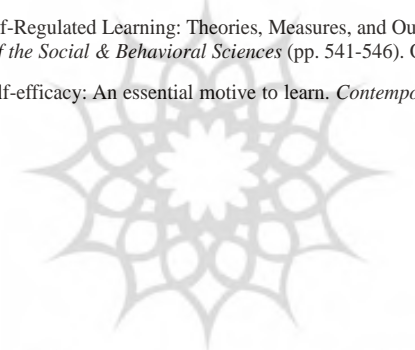 f-Regulated Learning: Theories, Measures, and Ou
f the Social & Behavioral Sciences (pp. 541-546).
lf-efficacy: An essential motive to learn. Contempo